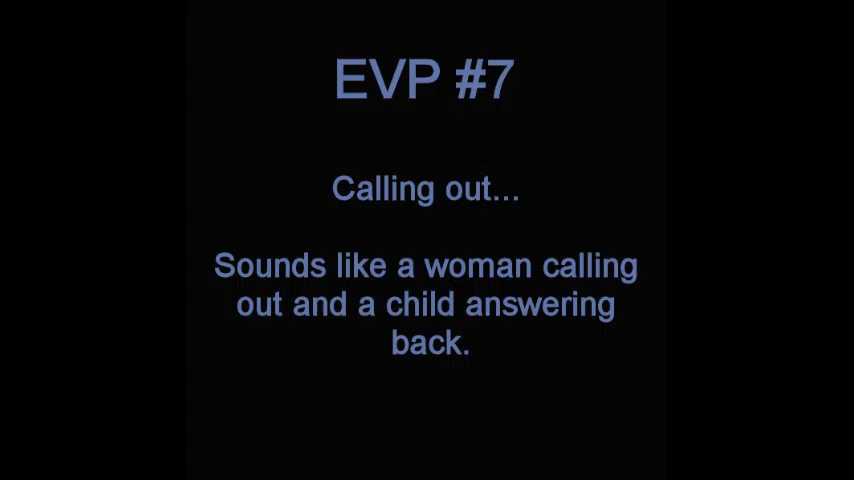 EVP #7
Calling out...
Sounds like a woman calling
out and a child answering
back.